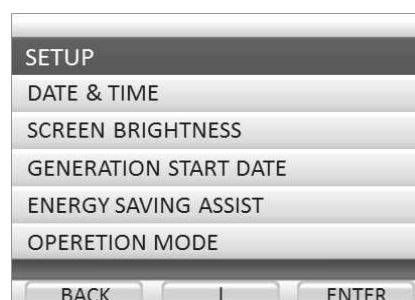 SETUP
DATE & TIME
SCREEN BRIGHTNESS
GENERATION START DATE
ENERGY SAVING ASSIST
OPERETION MODE
BACK ENTER